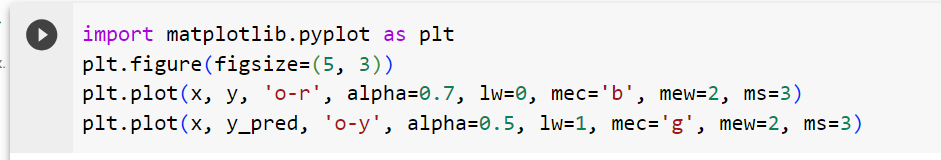 import matplotlib.pyplot as plt
plt.figure(figsize=(5, 3))
plt.plot(x, y, 'o-r', alpha=0.7, lw=0, mec='b', mew=2, ms=3)
plt.plot(x, y_pred, 'o-y', alpha=0.5, lw=1, mec='g', mew=2, ms=3)